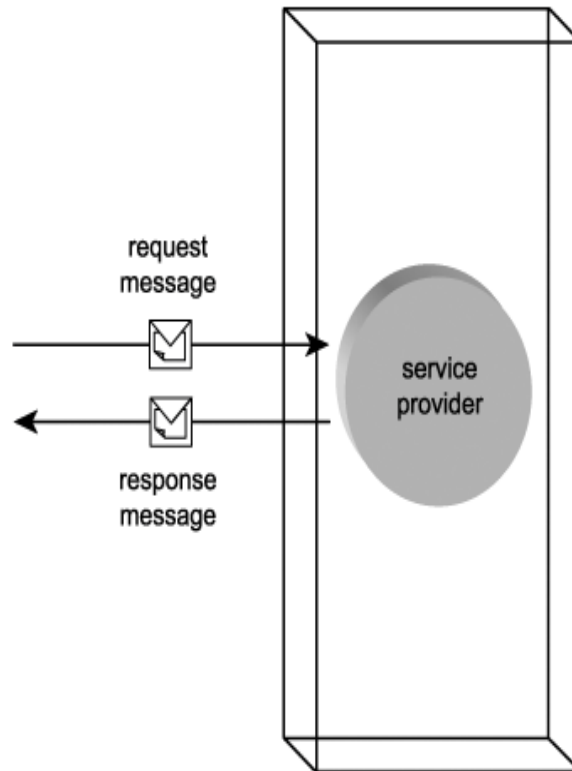 request
message
service
provider
response
message